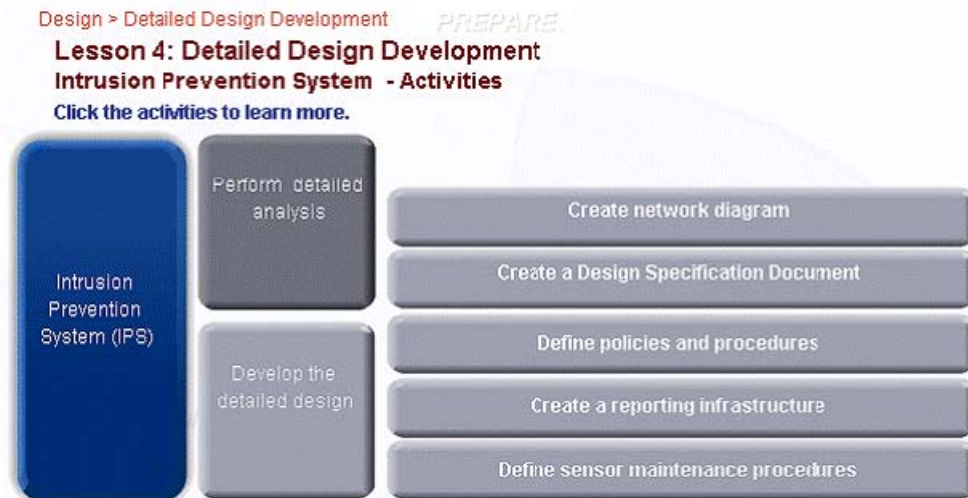 Design > Detailed Design Development
PREPARE.
Lesson 4: Detailed Design Development
Intrusion Prevention System - Activities
Click the activities to learn more.
Intrusion
Prevention
System (IPS)
Perform detailed
analysis
Develop the
detailed design
Create network diagram
Create a Design Specification Document
Define policies and procedures
Create a reporting infrastructure
Define sensor maintenance procedures